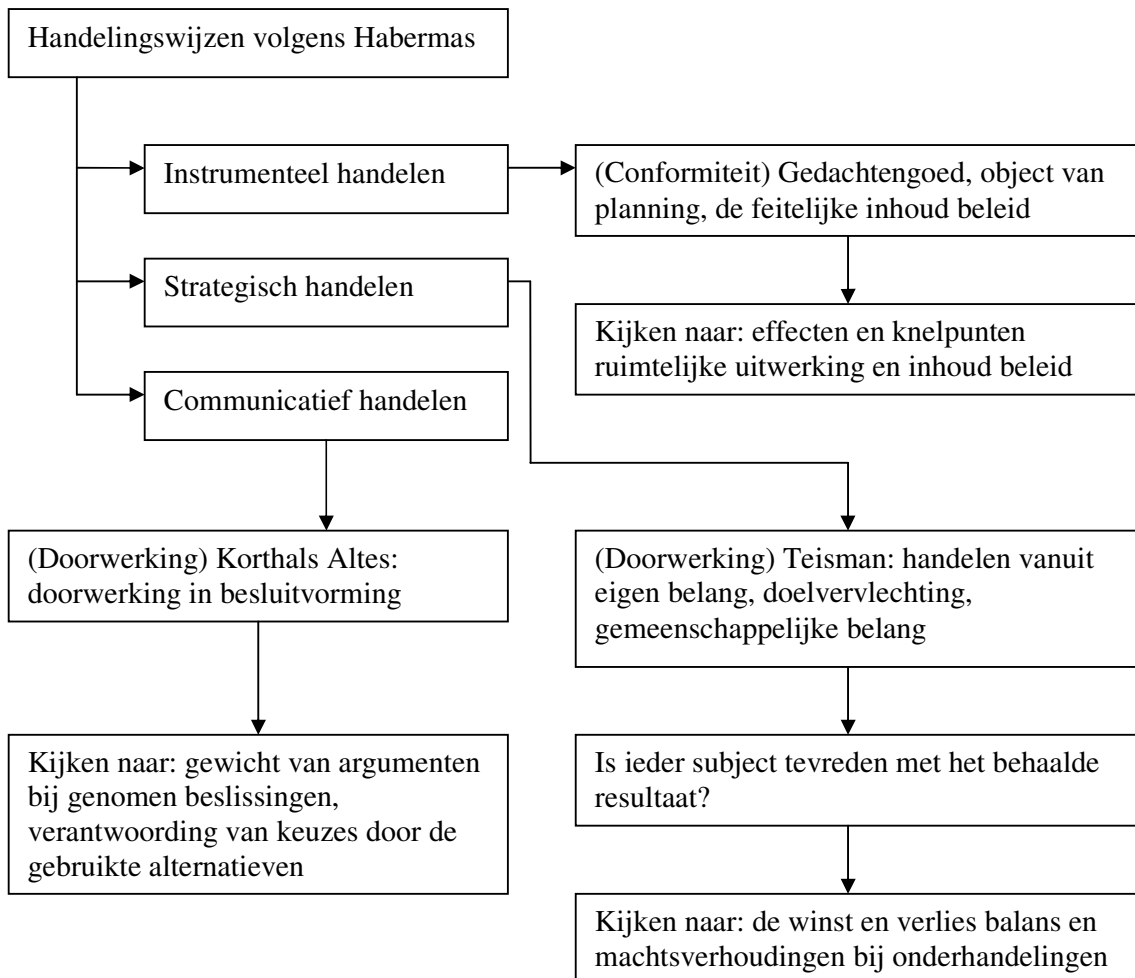 Handelingswijzen volgens Habermas
Instrumenteel handelen
(Conformiteit) Gedachtengoed, object van
planning, de feitelijke inhoud beleid
Strategisch handelen
Kijken naar: effecten en knelpunten
ruimtelijke uitwerking en inhoud beleid
Communicatief handelen
(Doorwerking) Korthals Altes:
doorwerking in besluitvorming
(Doorwerking) Teisman: handelen vanuit
eigen belang, doelvervlechting,
gemeenschappelijke belang
Kijken naar: gewicht van argumenten
bij genomen beslissingen,
verantwoording van keuzes door de
gebruikte alternatieven
Is ieder subject tevreden met het behaalde
resultaat?
Kijken naar: de winst en verlies balans en
machtsverhoudingen bij onderhandelingen